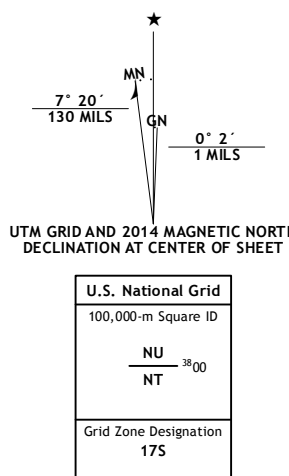 ★
MN
7° 20´
130 MILS
GN
0° 2´
1 MILS
UTM GRID AND 2014 MAGNETIC NORTH
DECLINATION AT CENTER OF SHEET
U.S. National Grid
100,000-m Square ID
NU
3800
NT
Grid Zone Designation
17S